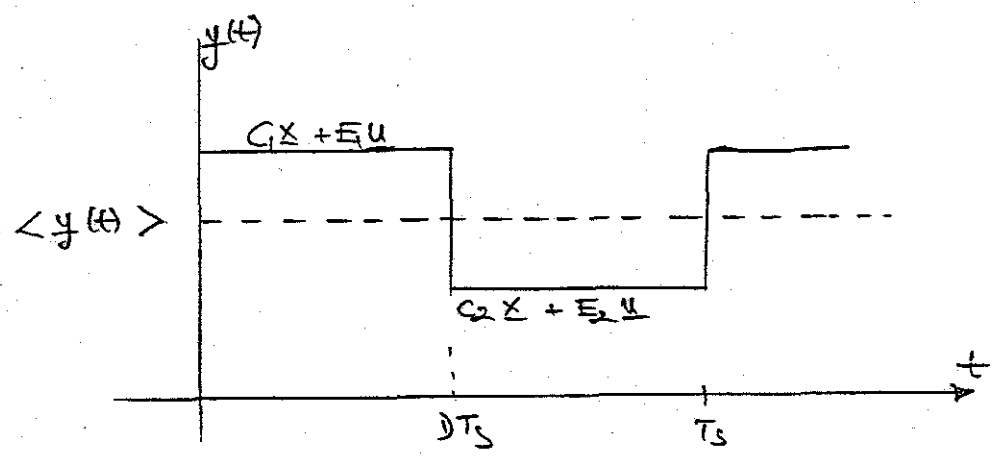 y(t)
C₁x + E₁u
<y(t)>
C₂x + E₂u
t
DTs
Ts